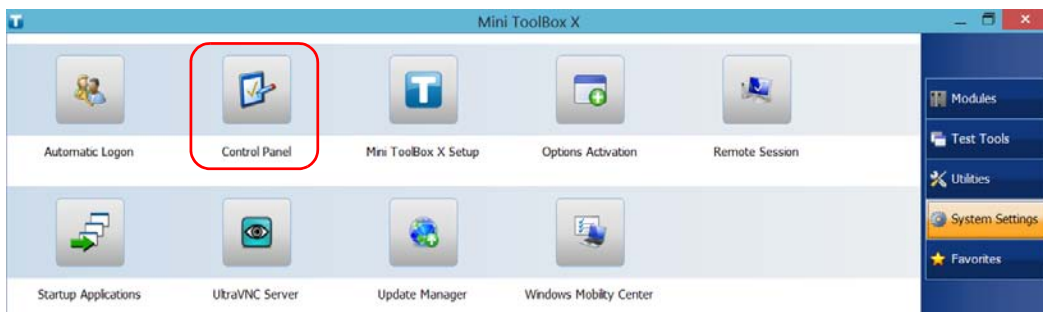 Mini ToolBox X
Automatic Logon
Control Panel
Mini ToolBox X Setup
Options Activation
Remote Session
Startup Applications
UltraVNC Server
Update Manager
Windows Mobility Center
Modules
Test Tools
Utilities
System Settings
Favorites